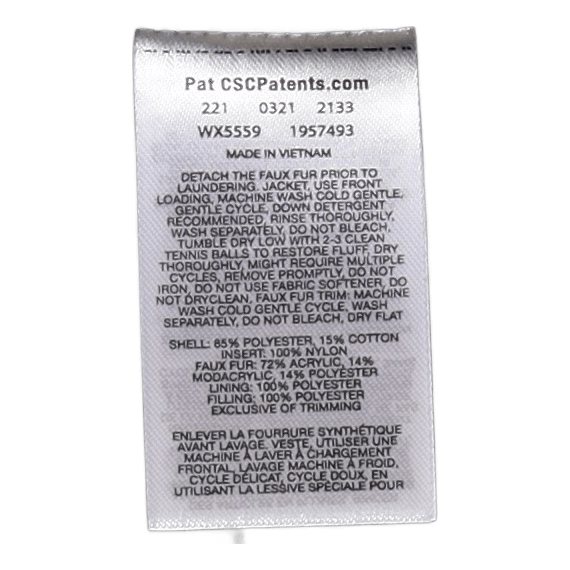 Pat CSCPatents.com
221 0321 2133
WX5559 1957493
MADE IN VIETNAM
DETACH THE FAUX FUR PRIOR TO
LAUNDERING. JACKET, USE FRONT
LOADING, MACHINE WASH COLD GENTLE,
GENTLE CYCLE, DOWN DETERGENT
RECOMMENDED, RINSE THOROUGHLY,
WASH SEPARATELY, DO NOT BLEACH,
TUMBLE DRY LOW WITH 2-3 CLEAN
TENNIS BALLS TO RESTORE FLUFF, DRY
THOROUGHLY, MIGHT REQUIRE MULTIPLE
CYCLES, REMOVE PROMPTLY, DO NOT
IRON, DO NOT USE FABRIC SOFTENER, DO
NOT DRYCLEAN, FAUX FUR TRIM: MACHINE
WASH COLD GENTLE CYCLE, WASH
SEPARATELY, DO NOT BLEACH, DRY FLAT
SHELL: 85% POLYESTER, 15% COTTON
INSERT: 100% NYLON
FAUX FUR: 72% ACRYLIC, 14%
MODACRYLIC, 14% POLYESTER
LINING: 100% POLYESTER
FILLING: 100% POLYESTER
EXCLUSIVE OF TRIMMING
ENLEVER LA FOURRURE SYNTHÉTIQUE
AVANT LAVAGE. VESTE, UTILISER UNE
MACHINE À LAVER À CHARGEMENT
FRONTAL, LAVAGE MACHINE À FROID,
CYCLE DÉLICAT, CYCLE DOUX, EN
UTILISANT LA LESSIVE SPÉCIALE POUR